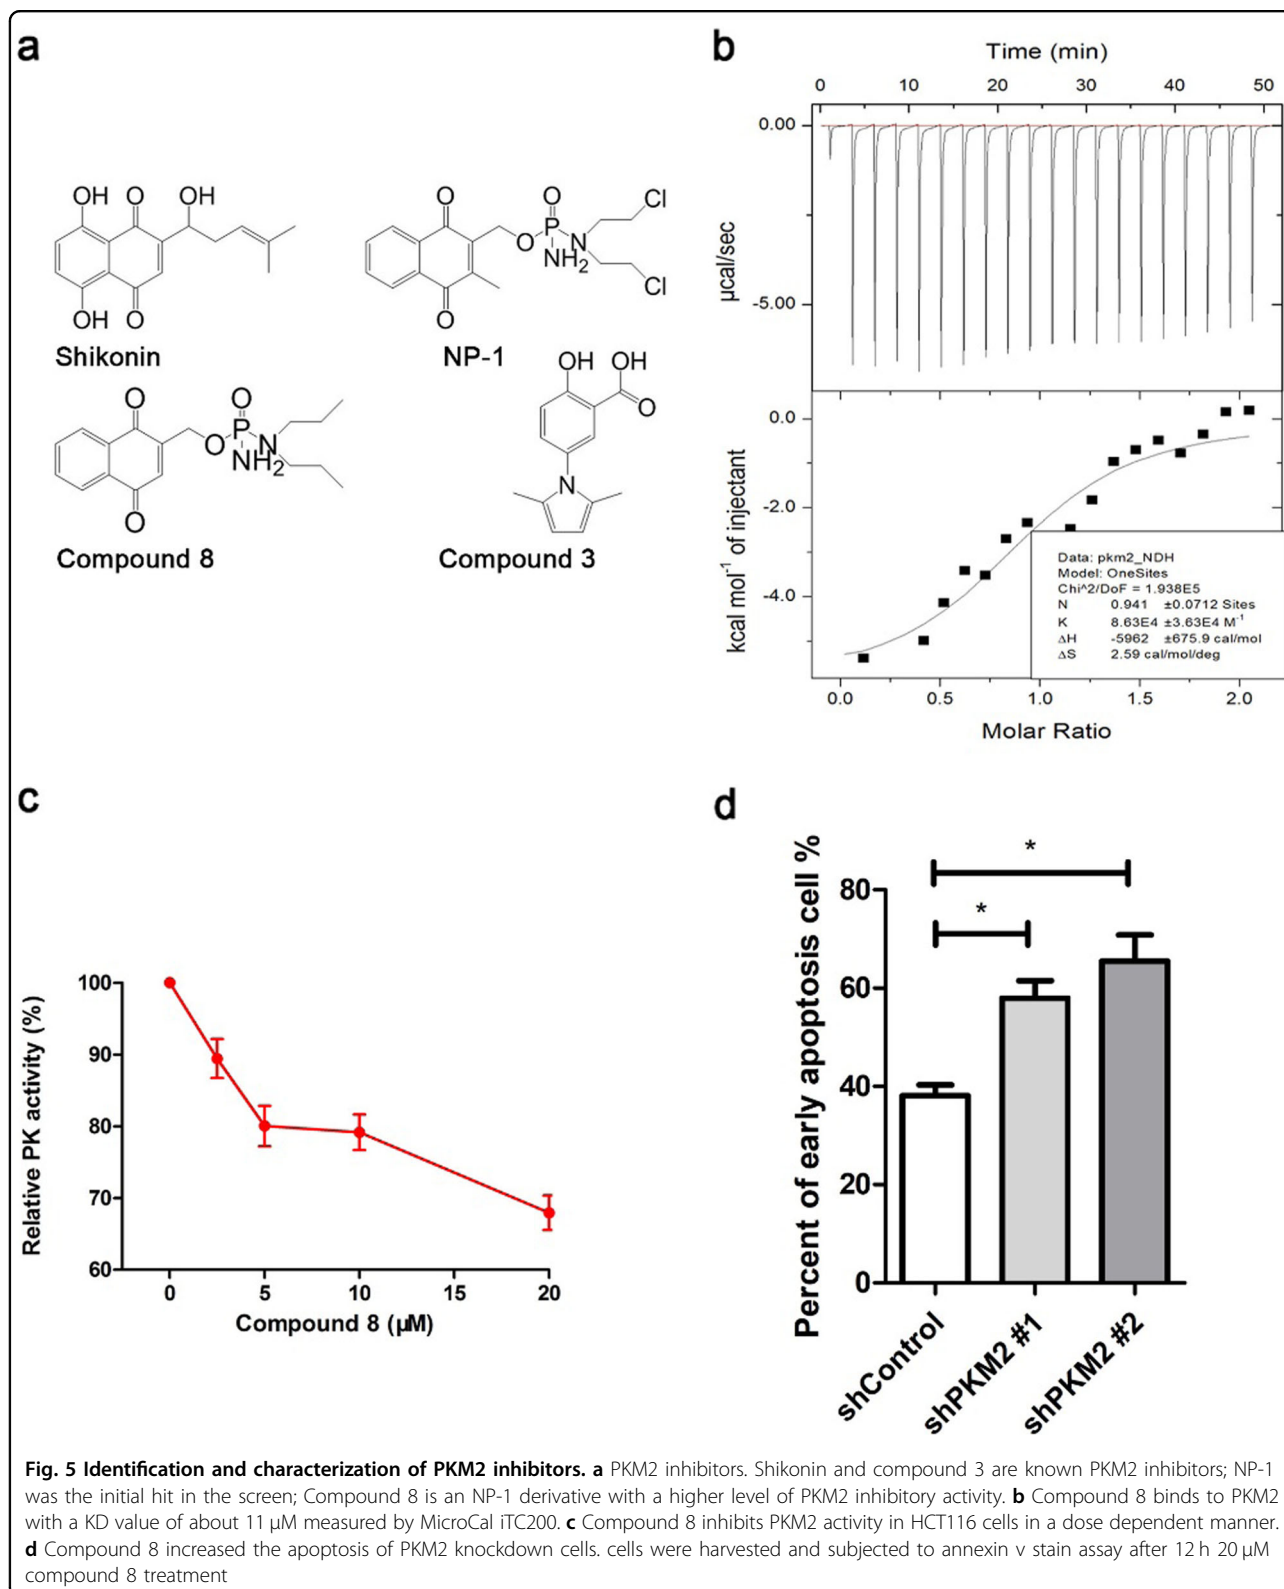 a
OH
O
OH
OH
O
Shikonin
O
O
O
O
P
NH2
N
Cl
Cl
NP-1
O
O
O
O
P
NH2
N
Compound 8
OH
OH
O
N
Compound 3
b
Time (min)
0 10 20 30 40 50
0.00
-5.00
µcal/sec
0.0
-2.0
-4.0
kcal mol-1 of injectant
Data: pkm2_NDH
Model: OneSites
Chi^2/DoF = 1.938E5
N 0.941 ±0.0712 Sites
K 8.63E4 ±3.63E4 M-1
ΔH -5962 ±675.9 cal/mol
ΔS 2.59 cal/mol/deg
0.0 0.5 1.0 1.5 2.0
Molar Ratio
c
Relative PK activity (%)
100
90
80
70
60
0 5 10 15 20
Compound 8 (µM)
d
Percent of early apoptosis cell %
80
60
40
20
0
*
*
shControl
shPKM2 #1
shPKM2 #2
Fig. 5 Identification and characterization of PKM2 inhibitors. a PKM2 inhibitors. Shikonin and compound 3 are known PKM2 inhibitors; NP-1
was the initial hit in the screen; Compound 8 is an NP-1 derivative with a higher level of PKM2 inhibitory activity. b Compound 8 binds to PKM2
with a KD value of about 11 µM measured by MicroCal iTC200. c Compound 8 inhibits PKM2 activity in HCT116 cells in a dose dependent manner.
d Compound 8 increased the apoptosis of PKM2 knockdown cells. cells were harvested and subjected to annexin v stain assay after 12 h 20 µM
compound 8 treatment